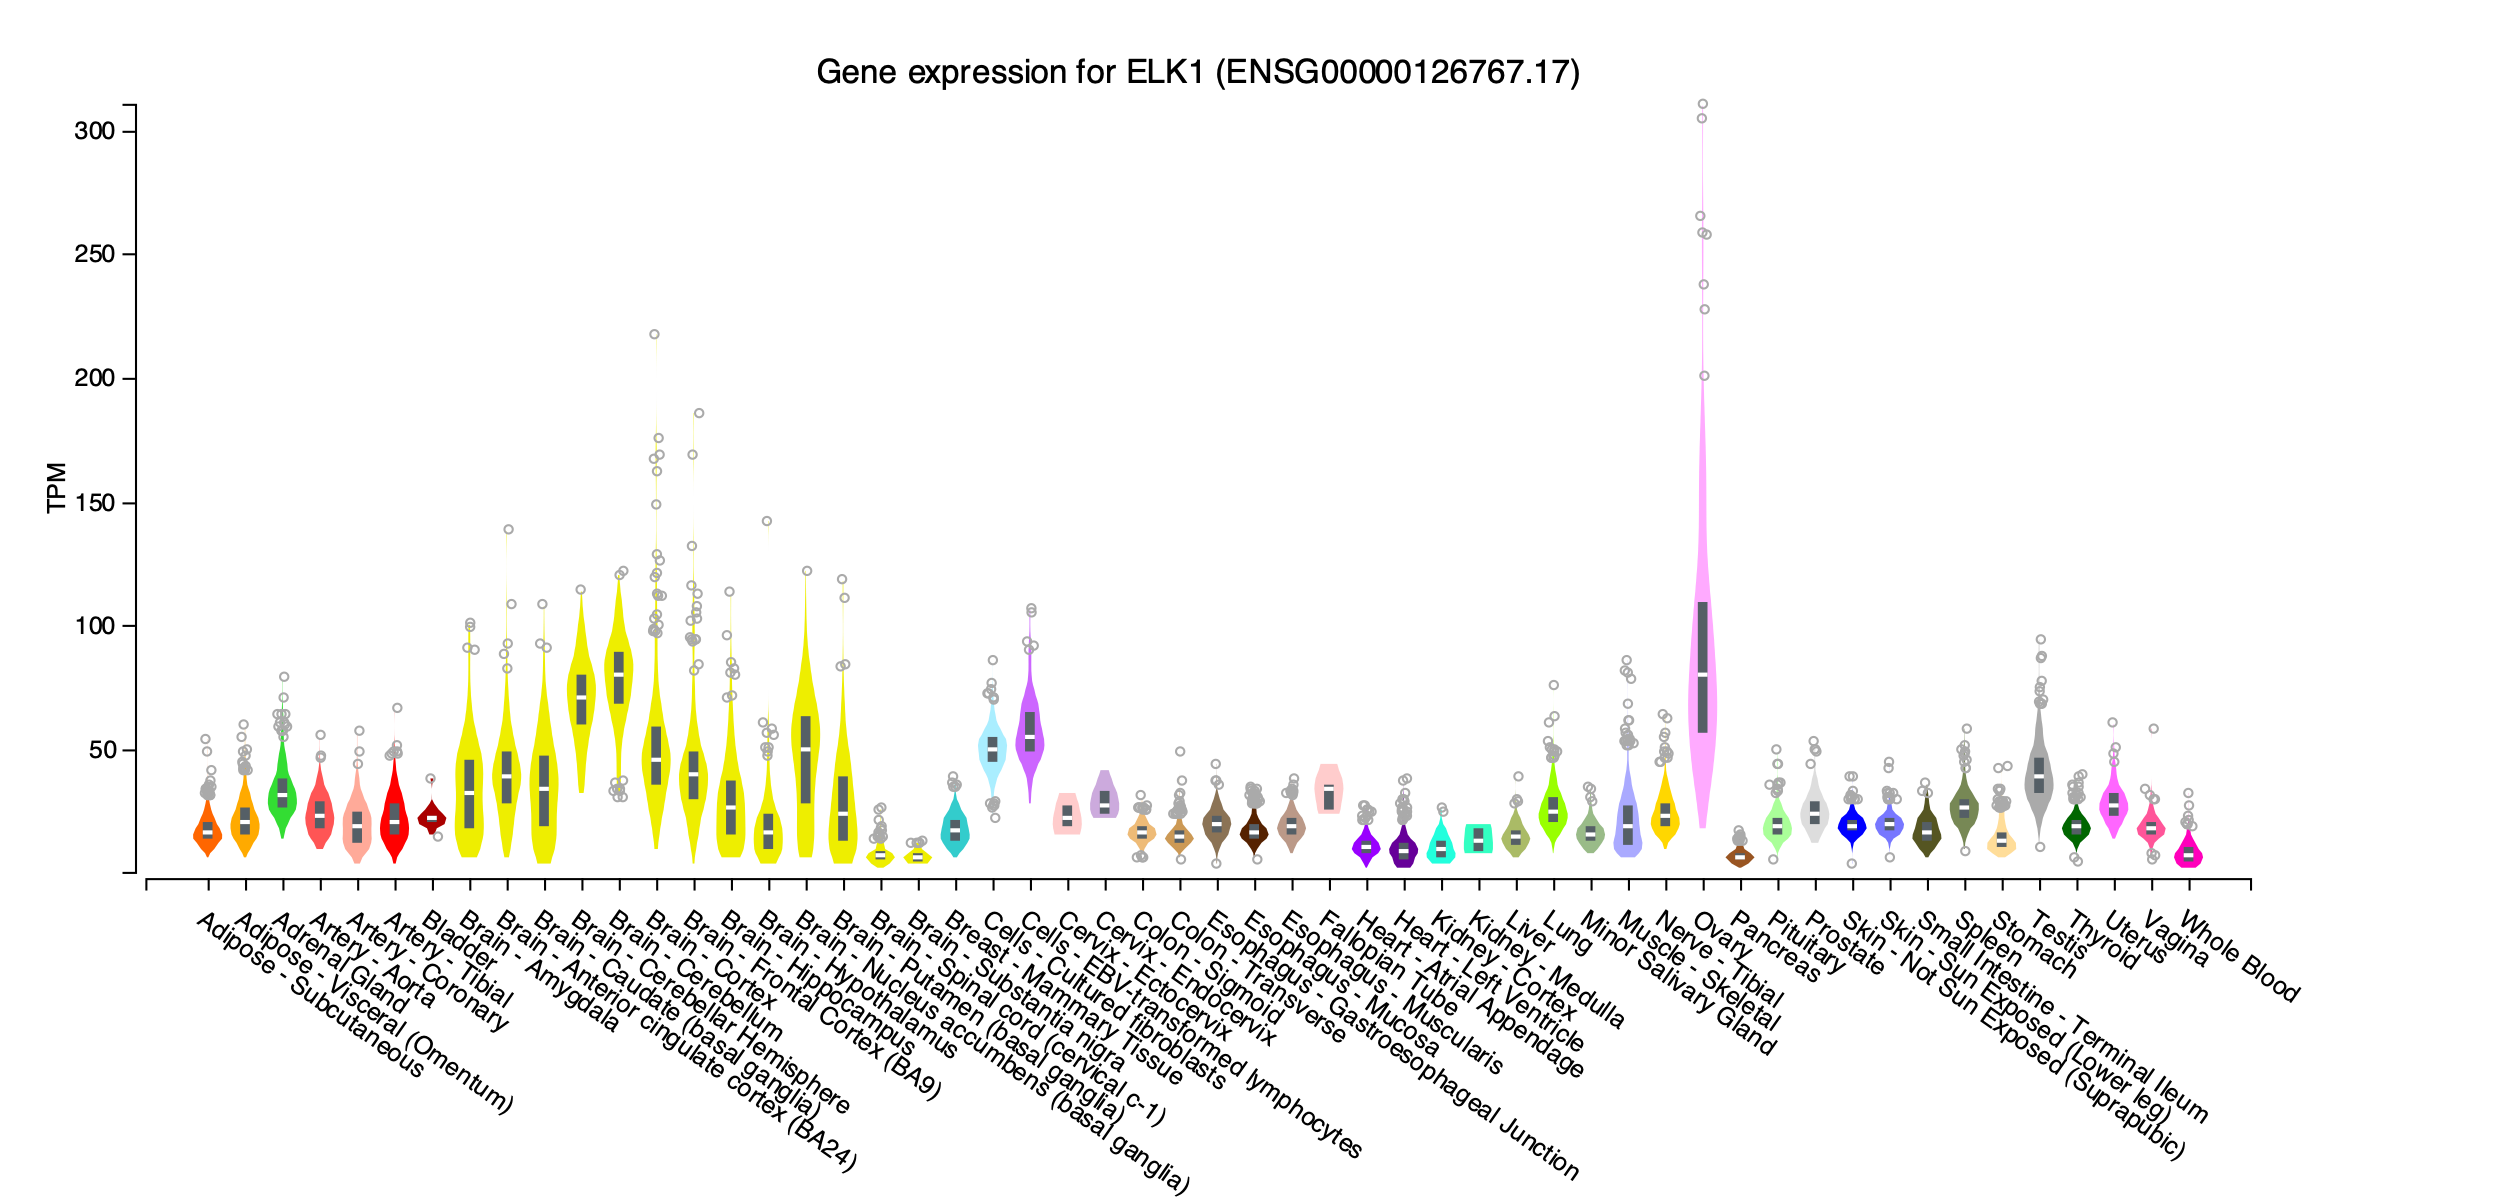 Gene expression for ELK1 (ENSG00000126767.17)
TPM
300
250
200
150
100
50
Adipose - Subcutaneous
Adipose - Visceral (Omentum)
Adrenal Gland
Artery - Aorta
Artery - Coronary
Artery - Tibial
Bladder
Brain - Amygdala
Brain - Anterior cingulate cortex (BA24)
Brain - Caudate (basal ganglia)
Brain - Cerebellar Hemisphere
Brain - Cerebellum
Brain - Cortex
Brain - Frontal Cortex (BA9)
Brain - Hippocampus
Brain - Hypothalamus
Brain - Nucleus accumbens (basal ganglia)
Brain - Putamen (basal ganglia)
Brain - Spinal cord (cervical c-1)
Brain - Substantia nigra
Breast - Mammary Tissue
Cells - Cultured fibroblasts
Cells - EBV-transformed lymphocytes
Cervix - Ectocervix
Cervix - Endocervix
Colon - Sigmoid
Colon - Transverse
Esophagus - Gastroesophageal Junction
Esophagus - Mucosa
Esophagus - Muscularis
Fallopian Tube
Heart - Atrial Appendage
Heart - Left Ventricle
Kidney - Cortex
Kidney - Medulla
Liver
Lung
Minor Salivary Gland
Muscle - Skeletal
Nerve - Tibial
Ovary
Pancreas
Pituitary
Prostate
Skin - Not Sun Exposed (Suprapubic)
Skin - Sun Exposed (Lower leg)
Small Intestine - Terminal Ileum
Spleen
Stomach
Testis
Thyroid
Uterus
Vagina
Whole Blood